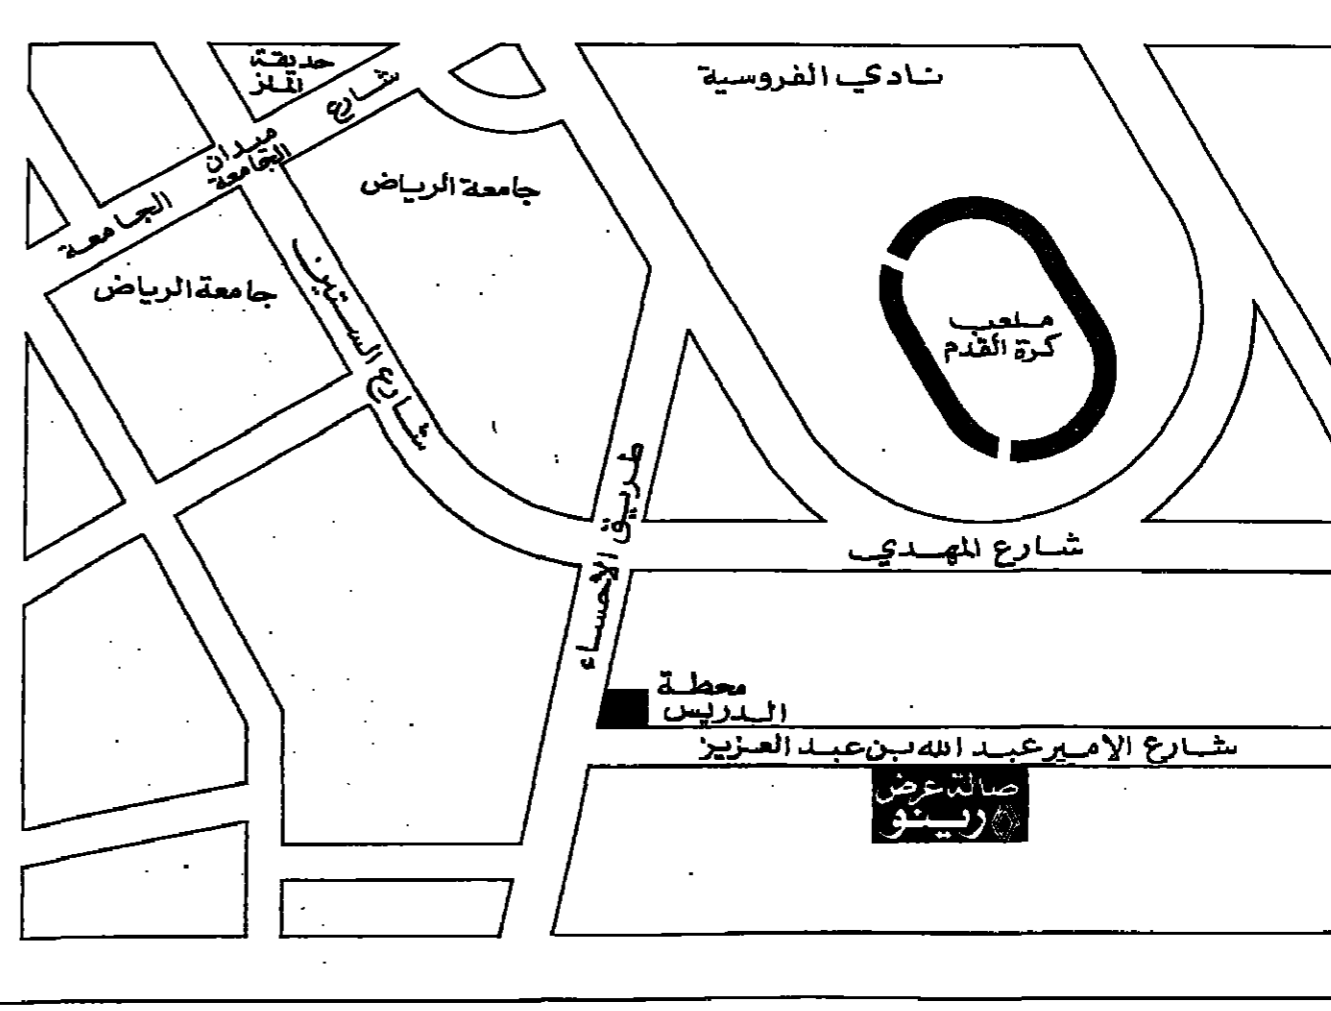 حديقة
الملز
نادي الفروسية
شارع
ميدان
الجامعة
جامعة الرياض
الجامعة
جامعة الرياض
شارع الستين
ملعب
كرة القدم
طريق الأحساء
شارع المهدي
محطة
الدريس
شارع الامير عبد الله بن عبد العزيز
صالة عرض
رينو